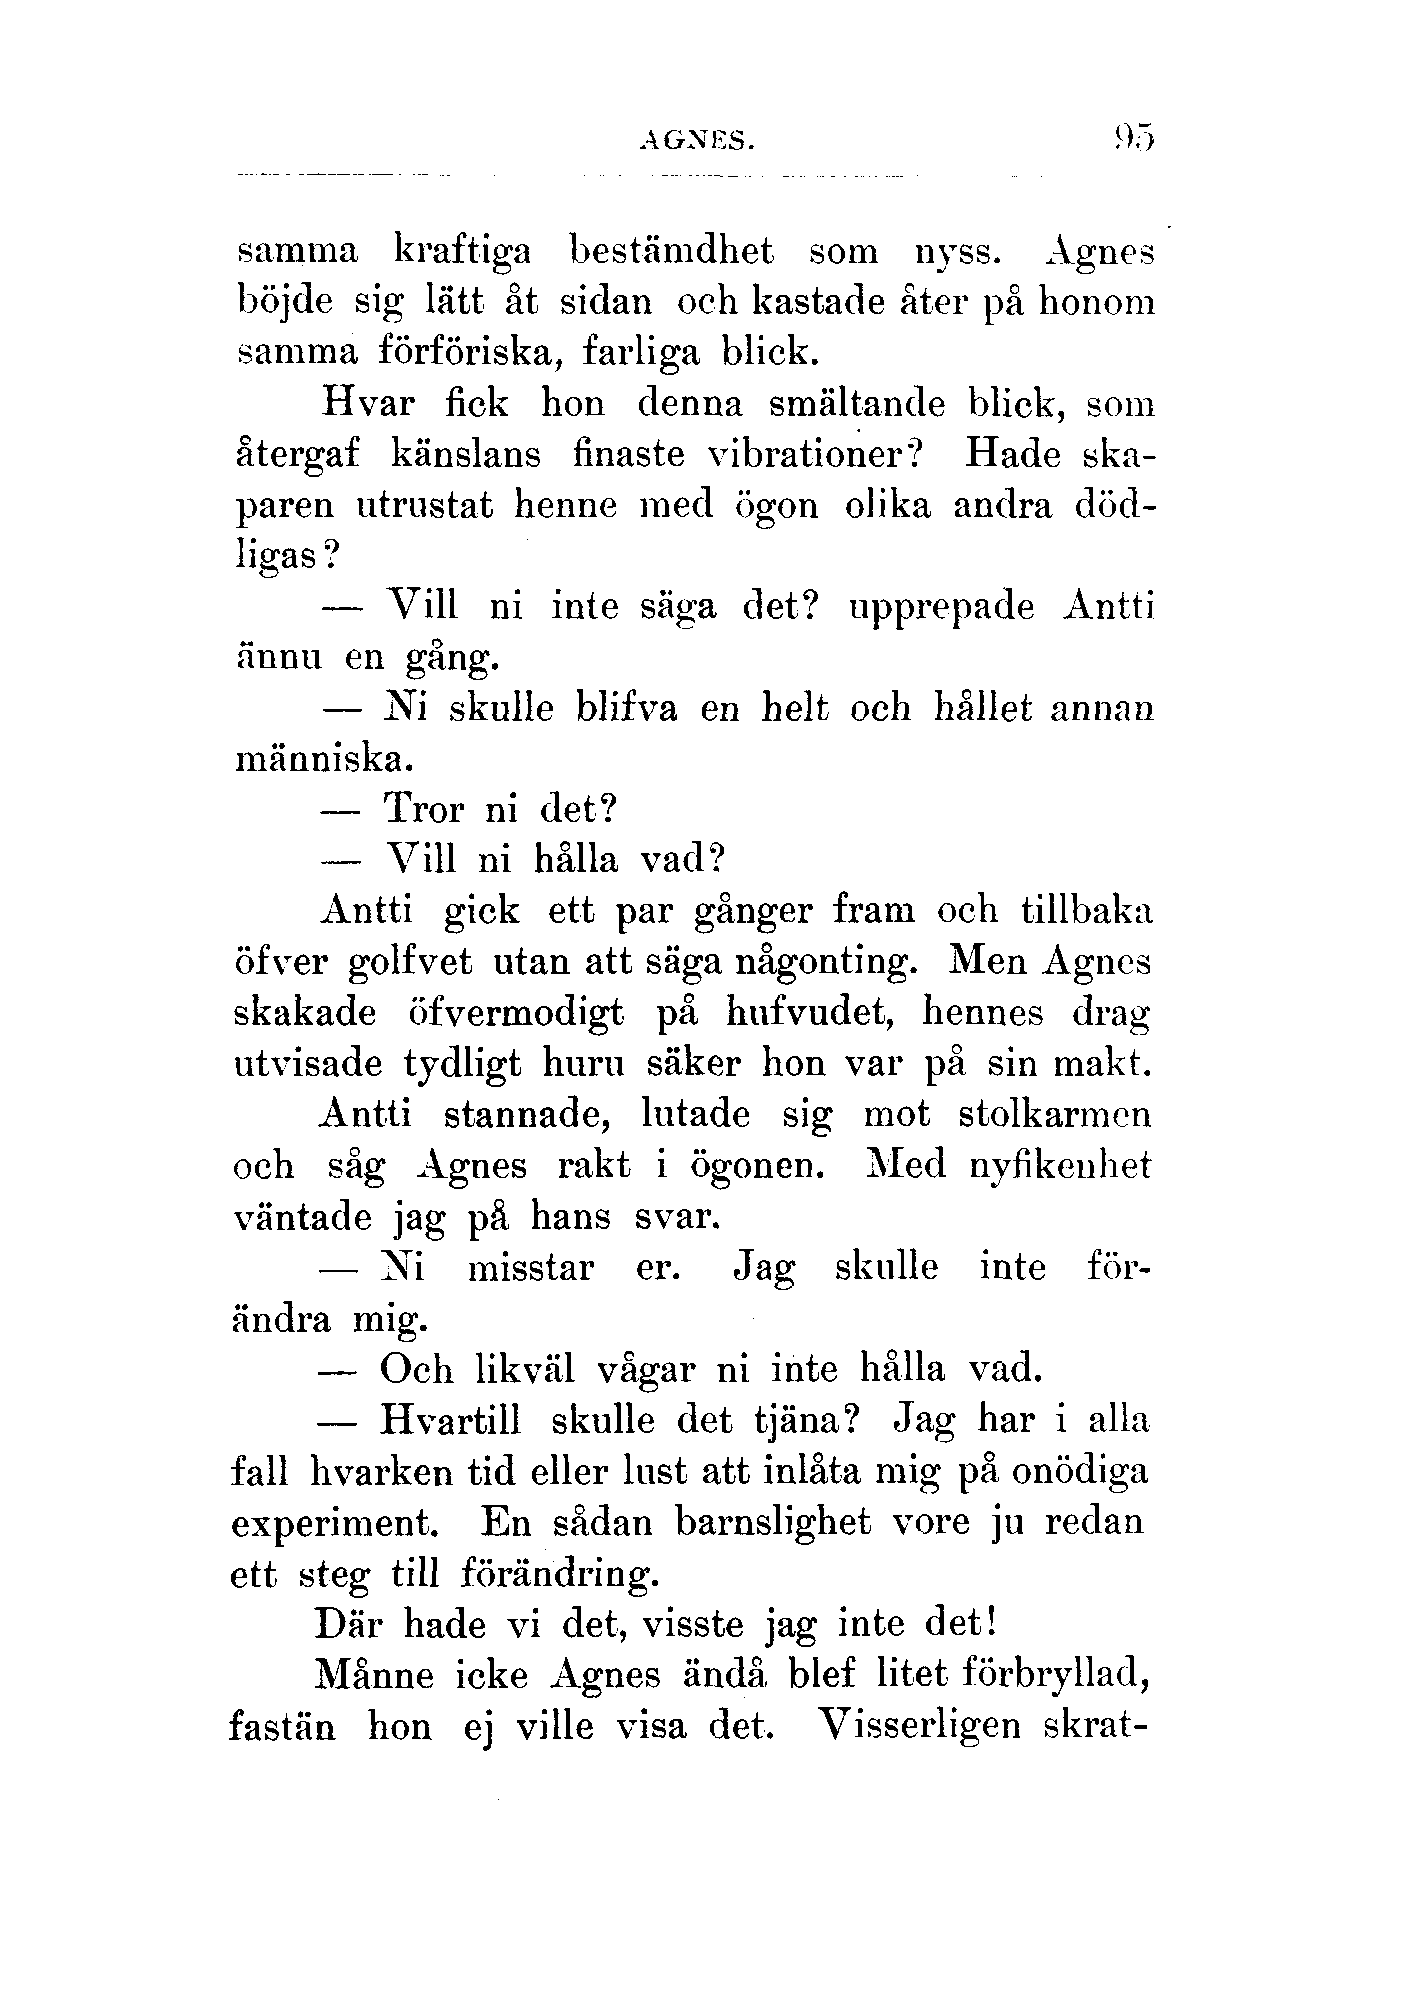 AGNES. 95
samma kraftiga bestämdhet som nyss. Agnes
böjde sig lätt åt sidan och kastade åter på honom
samma förföriska, farliga blick.
Hvar fick hon denna smältande blick, som
återgaf känslans finaste vibrationer? Hade ska-
paren utrustat henne med ögon olika andra död-
ligas?
— Vill ni inte säga det? upprepade Antti
ännu en gång.
— Ni skulle blifva en helt och hållet annan
människa.
— Tror ni det?
— Vill ni hålla vad?
Antti gick ett par gånger fram och tillbaka
öfver golfvet utan att säga någonting. Men Agnes
skakade öfvermodigt på hufvudet, hennes drag
utvisade tydligt huru säker hon var på sin makt.
Antti stannade, lutade sig mot stolkarmen
och såg Agnes rakt i ögonen. Med nyfikenhet
väntade jag på hans svar.
— Ni misstar er. Jag skulle inte för-
ändra mig.
— Och likväl vågar ni inte hålla vad.
— Hvartill skulle det tjäna? Jag har i alla
fall hvarken tid eller lust att inlåta mig på onödiga
experiment. En sådan barnslighet vore ju redan
ett steg till förändring.
Där hade vi det, visste jag inte det!
Månne icke Agnes ändå blef litet förbryllad,
fastän hon ej ville visa det. Visserligen skrat-